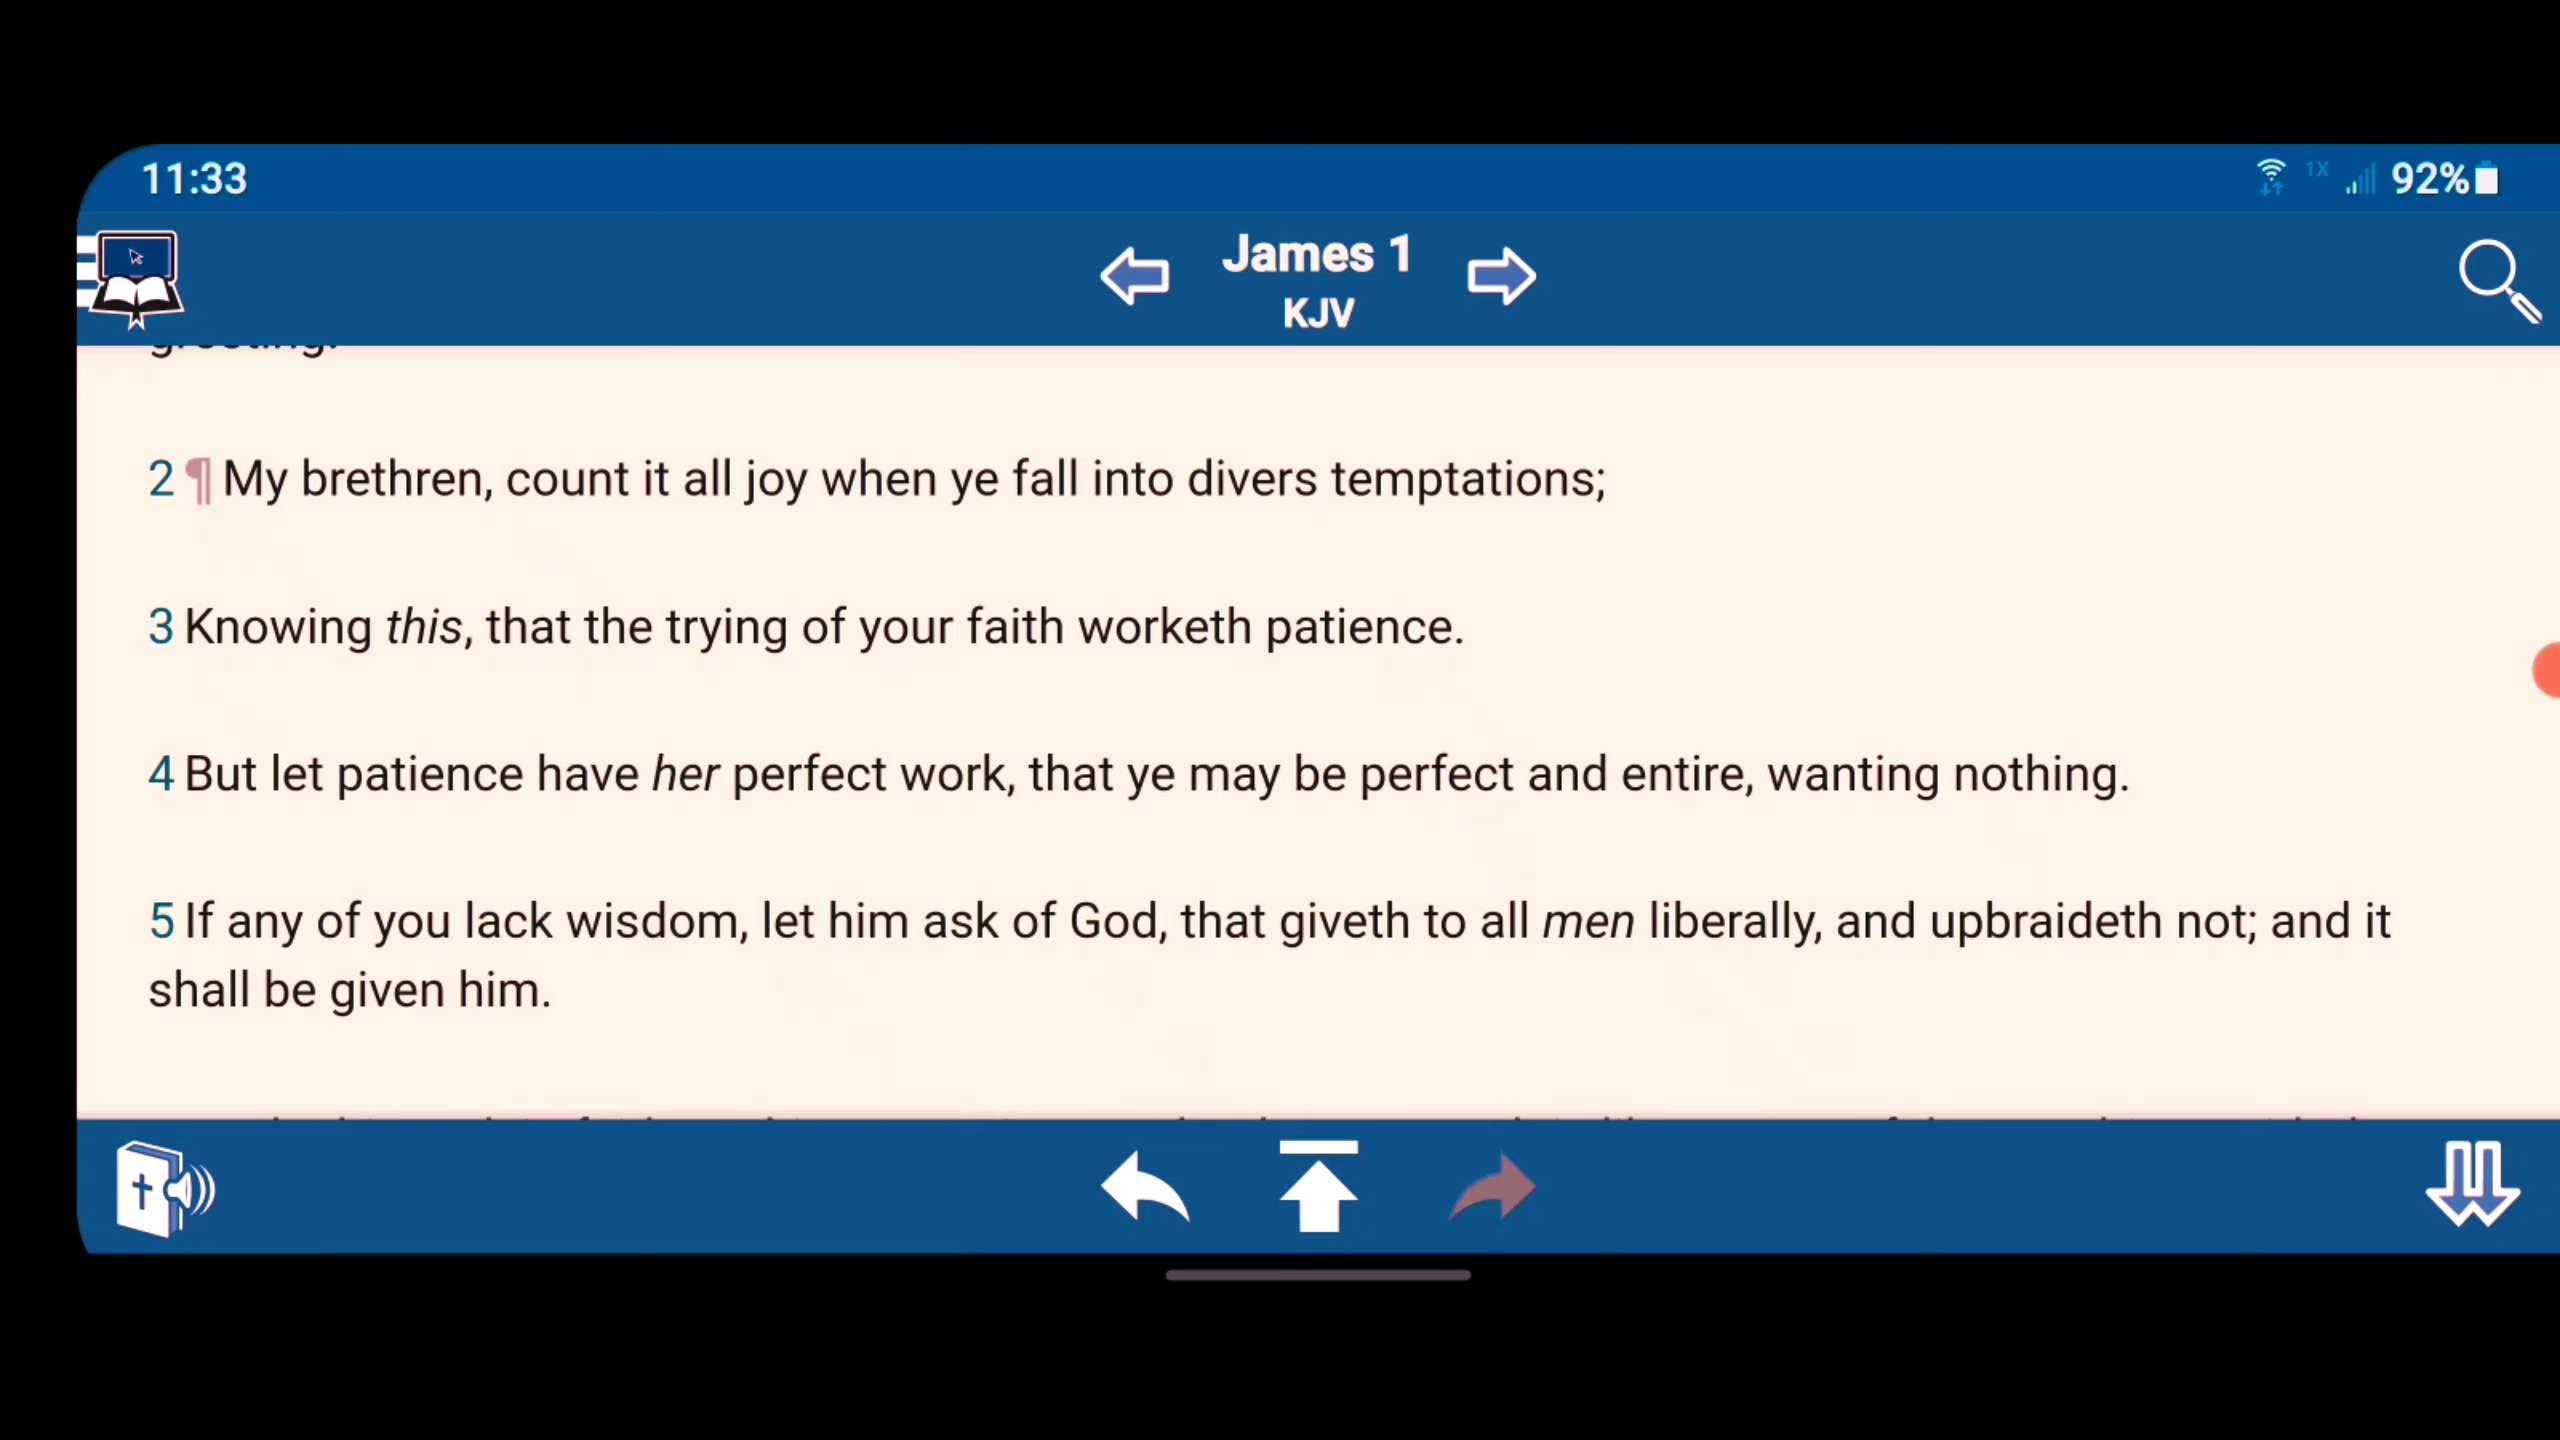 11:33
1X 92%
James 1
KJV
greeting.
2 ¶ My brethren, count it all joy when ye fall into divers temptations;
3 Knowing this, that the trying of your faith worketh patience.
4 But let patience have her perfect work, that ye may be perfect and entire, wanting nothing.
5 If any of you lack wisdom, let him ask of God, that giveth to all men liberally, and upbraideth not; and it
shall be given him.